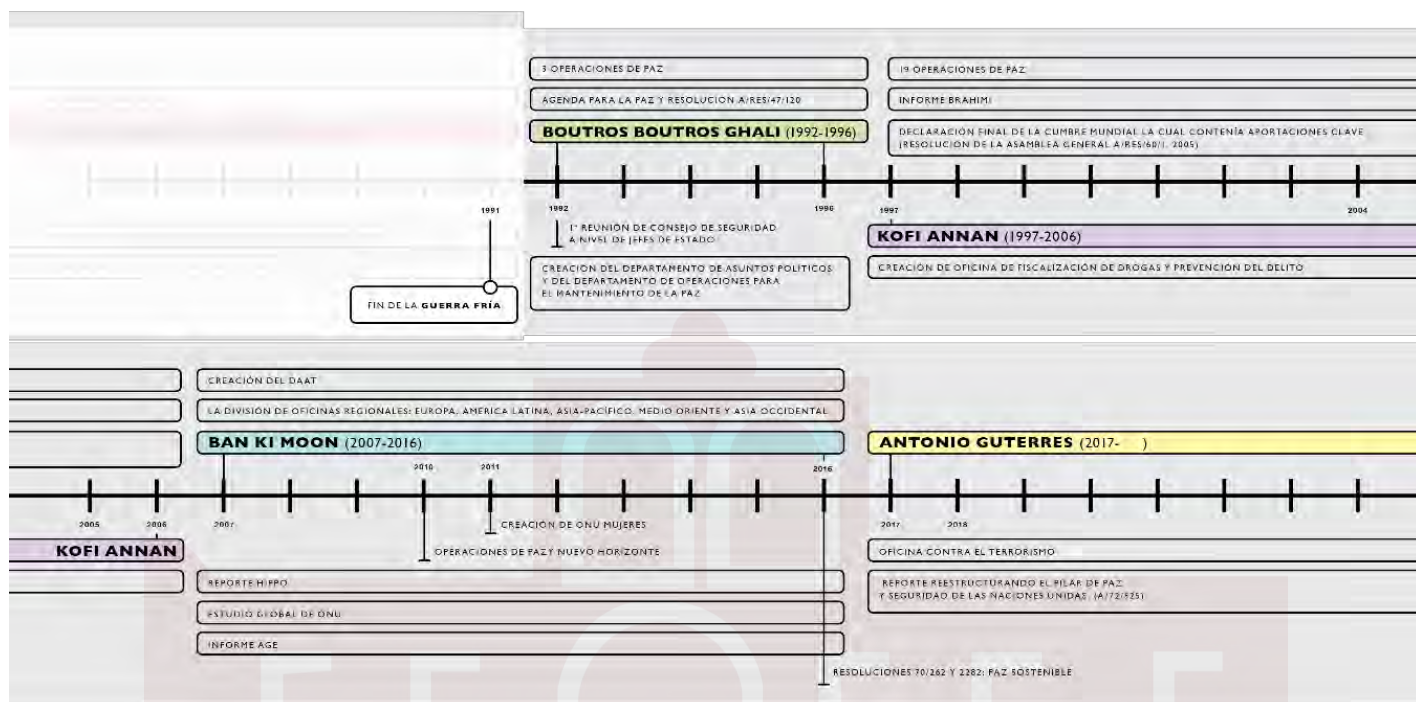 3 OPERACIONES DE PAZ
AGENDA PARA LA PAZ Y RESOLUCIÓN A/RES/47/120
BOUTROS BOUTROS GHALI (1992-1996)
19 OPERACIONES DE PAZ
INFORME BRAHIMI
DECLARACIÓN FINAL DE LA CUMBRE MUNDIAL LA CUAL CONTENÍA APORTACIONES CLAVE
(RESOLUCIÓN DE LA ASAMBLEA GENERAL A/RES/60/1, 2005)
1991
1992
1996
1997
2004
1ª REUNIÓN DE CONSEJO DE SEGURIDAD
A NIVEL DE JEFES DE ESTADO
KOFI ANNAN (1997-2006)
CREACIÓN DEL DEPARTAMENTO DE ASUNTOS POLÍTICOS
Y DEL DEPARTAMENTO DE OPERACIONES PARA
EL MANTENIMIENTO DE LA PAZ
CREACIÓN DE OFICINA DE FISCALIZACIÓN DE DROGAS Y PREVENCIÓN DEL DELITO
FIN DE LA GUERRA FRÍA
CREACIÓN DEL DAAT
LA DIVISIÓN DE OFICINAS REGIONALES: EUROPA, AMÉRICA LATINA, ASIA-PACÍFICO, MEDIO ORIENTE Y ASIA OCCIDENTAL
BAN KI MOON (2007-2016)
ANTONIO GUTERRES (2017- )
2010
2011
2016
2005
2006
2007
2017
2018
CREACIÓN DE ONU MUJERES
OPERACIONES DE PAZ Y NUEVO HORIZONTE
KOFI ANNAN
OFICINA CONTRA EL TERRORISMO
REPORTE HIPPO
REPORTE REESTRUCTURANDO EL PILAR DE PAZ
Y SEGURIDAD DE LAS NACIONES UNIDAS, (A/72/525)
ESTUDIO GLOBAL DE ONU
INFORME AGE
RESOLUCIONES 70/262 Y 2282: PAZ SOSTENIBLE